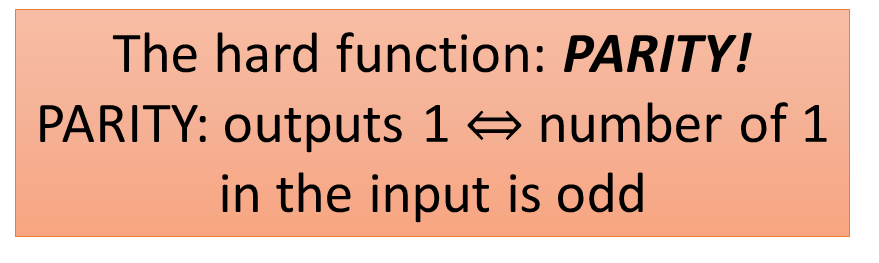 The hard function: PARITY!
PARITY: outputs 1 ⇔ number of 1
in the input is odd